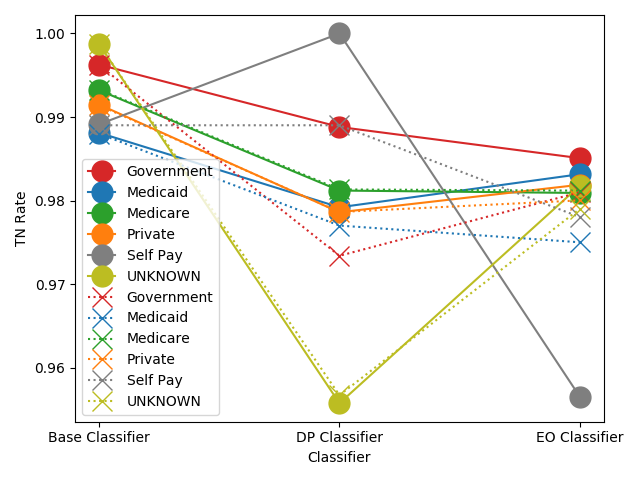 1.00
0.99
0.98
0.97
0.96
TN Rate
Government
Medicaid
Medicare
Private
Self Pay
UNKNOWN
Government
Medicaid
Medicare
Private
Self Pay
UNKNOWN
Base Classifier
DP Classifier
EO Classifier
Classifier